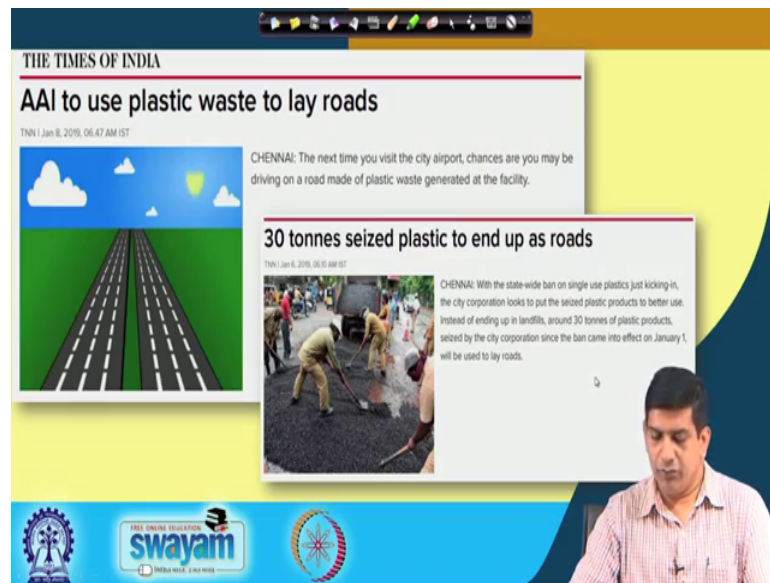 THE TIMES OF INDIA
AAI to use plastic waste to lay roads
TNN | Jan 8, 2019, 06.47 AM IST
CHENNAI: The next time you visit the city airport, chances are you may be
driving on a road made of plastic waste generated at the facility.
30 tonnes seized plastic to end up as roads
TNN | Jan 6, 2019, 06.10 AM IST
CHENNAI: With the state-wide ban on single use plastics just kicking-in,
the city corporation looks to put the seized plastic products to better use.
Instead of ending up in landfills, around 30 tonnes of plastic products,
seized by the city corporation since the ban came into effect on January 1,
will be used to lay roads.
FREE ONLINE EDUCATION
swayam